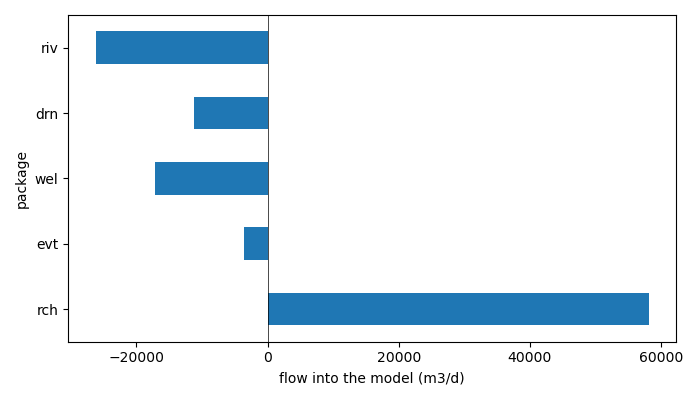 riv
drn
wel
evt
rch
package
−20000 0 20000 40000 60000
flow into the model (m3/d)